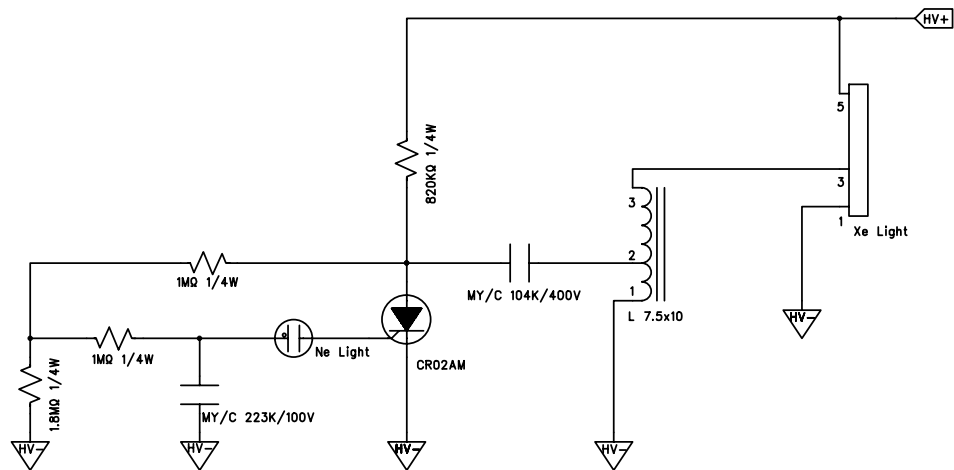 HV+
5
820KΩ 1/4W
3
3
1
Xe Light
2
1MΩ 1/4W
MY/C 104K/400V
1
L 7.5x10
HV-
Ne Light
1MΩ 1/4W
CR02AM
1.8MΩ 1/4W
MY/C 223K/100V
HV-
HV-
HV-
HV-